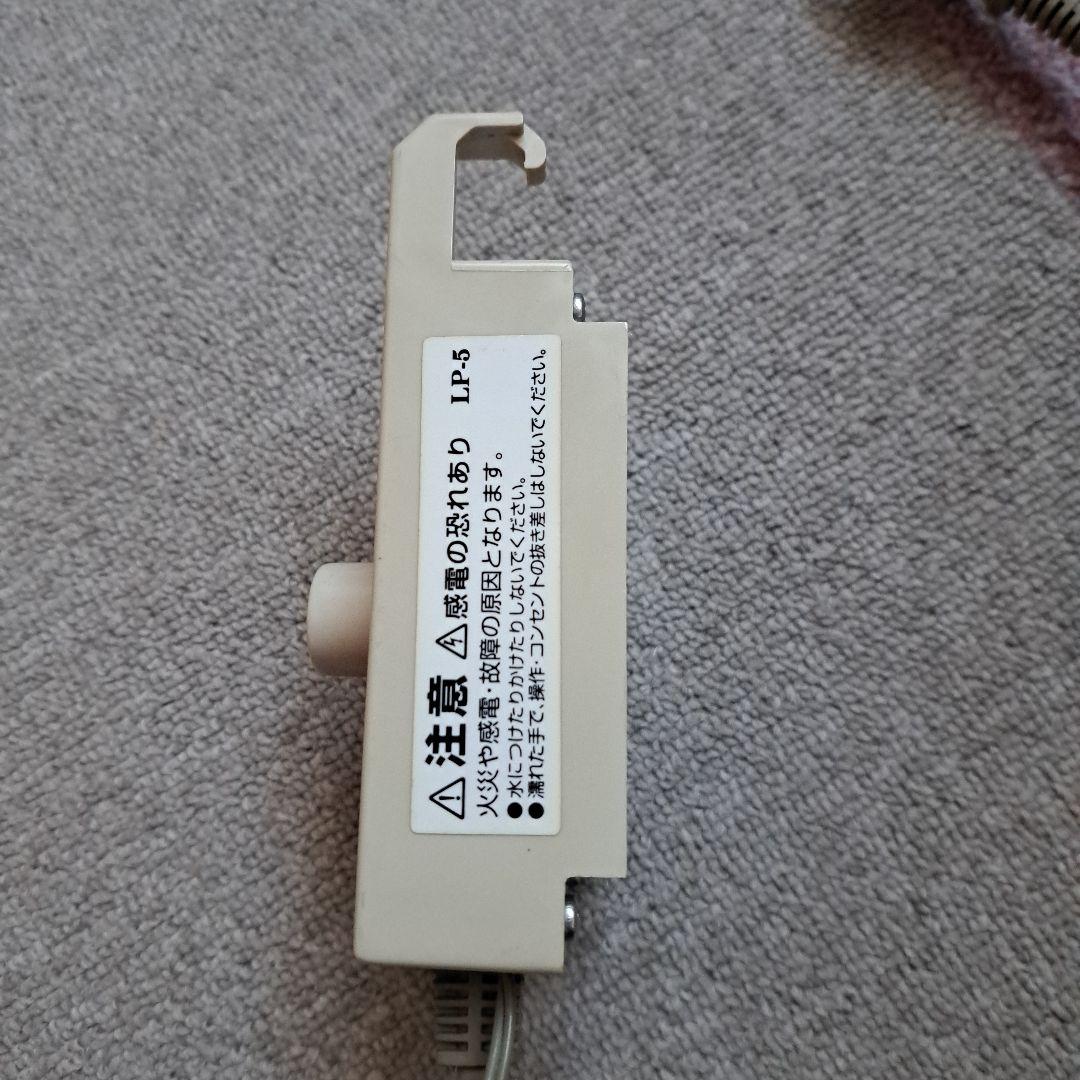 ⚠注意 ⚠感電の恐れあり LP-5
火災や感電・故障の原因となります。
●水につけたりかけたりしないでください。
●濡れた手で、操作・コンセントの抜き差しはしないでください。